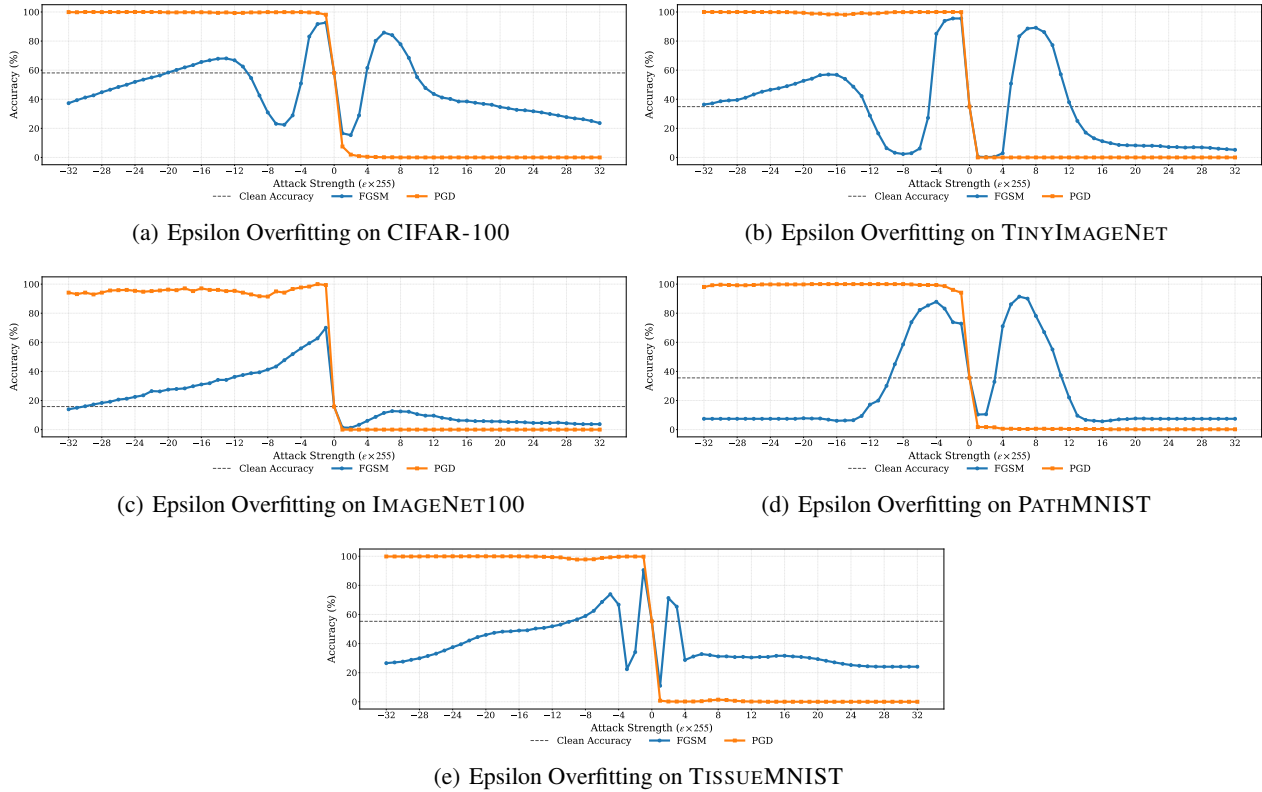 100
80
60
40
20
0
Accuracy (%)
−32 −28 −24 −20 −16 −12 −8 −4 0 4 8 12 16 20 24 28 32
Attack Strength (ε×255)
Clean Accuracy FGSM PGD
(a) Epsilon Overfitting on CIFAR-100
100
80
60
40
20
0
Accuracy (%)
−32 −28 −24 −20 −16 −12 −8 −4 0 4 8 12 16 20 24 28 32
Attack Strength (ε×255)
Clean Accuracy FGSM PGD
(b) Epsilon Overfitting on TINYIMAGENET
100
80
60
40
20
0
Accuracy (%)
−32 −28 −24 −20 −16 −12 −8 −4 0 4 8 12 16 20 24 28 32
Attack Strength (ε×255)
Clean Accuracy FGSM PGD
(c) Epsilon Overfitting on IMAGENET100
100
80
60
40
20
0
Accuracy (%)
−32 −28 −24 −20 −16 −12 −8 −4 0 4 8 12 16 20 24 28 32
Attack Strength (ε×255)
Clean Accuracy FGSM PGD
(d) Epsilon Overfitting on PATHMNIST
100
80
60
40
20
0
Accuracy (%)
−32 −28 −24 −20 −16 −12 −8 −4 0 4 8 12 16 20 24 28 32
Attack Strength (ε×255)
Clean Accuracy FGSM PGD
(e) Epsilon Overfitting on TISSUEMNIST